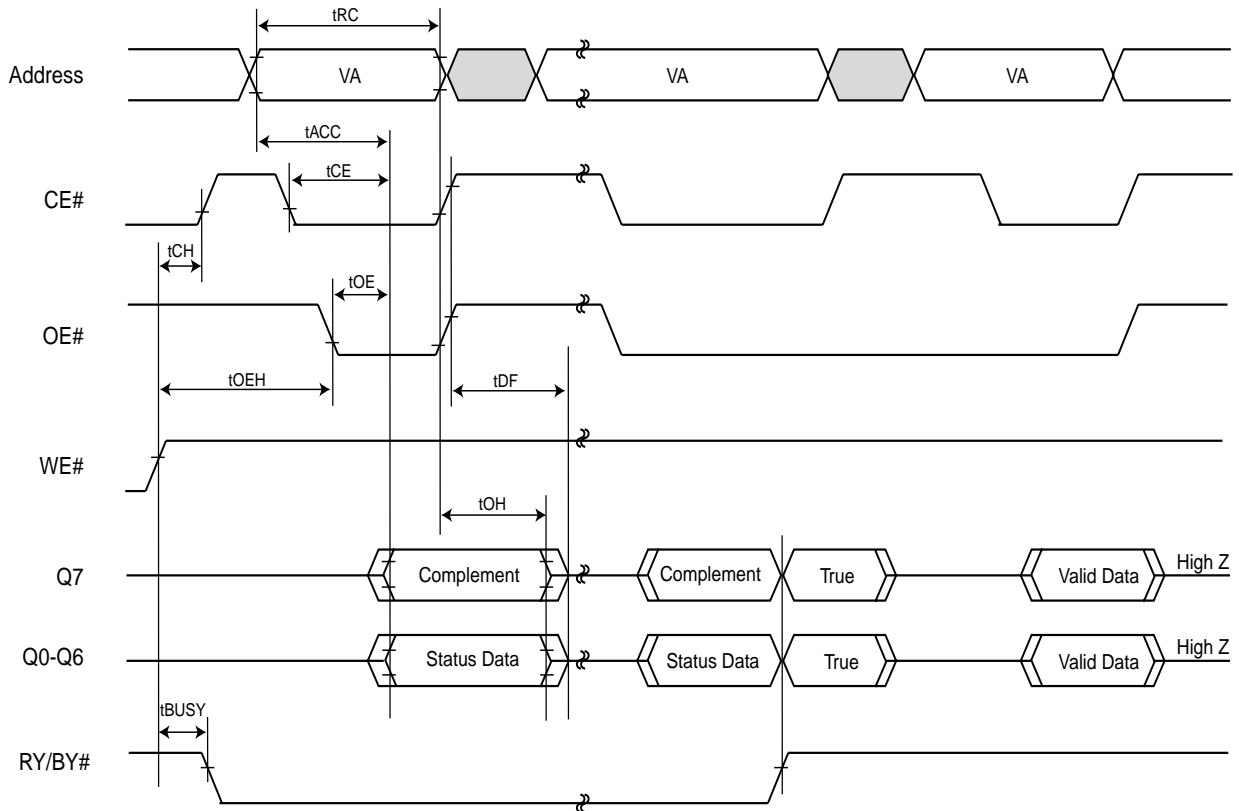 tRC
Address VA VA VA
tACC
tCE
CE#
tCH
tOE
OE#
tOEH tDF
WE#
tOH
Q7 Complement Complement True Valid Data High Z
Q0-Q6 Status Data Status Data True Valid Data High Z
tBUSY
RY/BY#